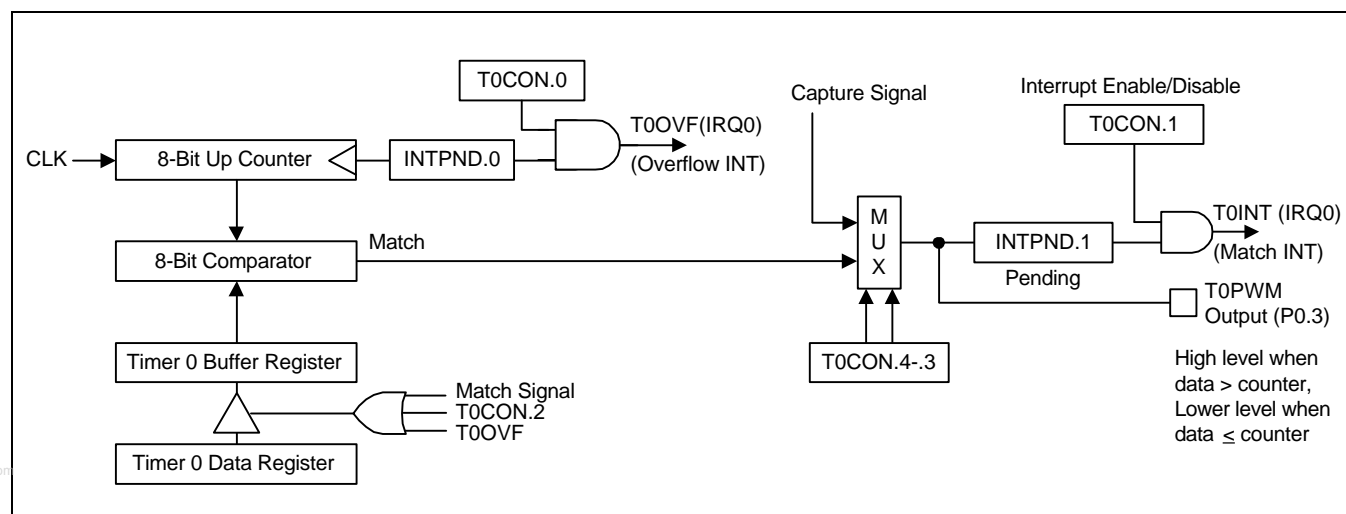 T0CON.0
Capture Signal
Interrupt Enable/Disable
T0CON.1
CLK
8-Bit Up Counter
INTPND.0
T0OVF(IRQ0)
(Overflow INT)
M
U
X
T0INT (IRQ0)
(Match INT)
8-Bit Comparator
Match
INTPND.1
Pending
T0PWM
Output (P0.3)
Timer 0 Buffer Register
T0CON.4-.3
High level when
data > counter,
Lower level when
data ≤ counter
Match Signal
T0CON.2
T0OVF
Timer 0 Data Register